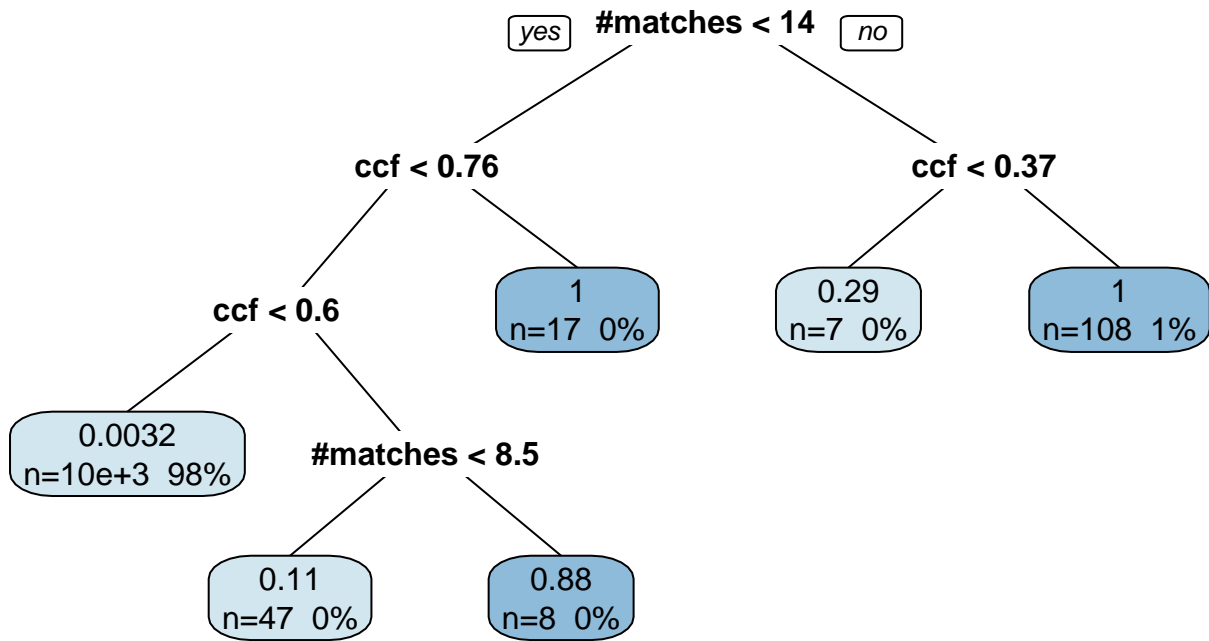 yes #matches < 14 no
ccf < 0.76 ccf < 0.37
ccf < 0.6
1
n=17 0%
0.29
n=7 0%
1
n=108 1%
0.0032
n=10e+3 98%
#matches < 8.5
0.11
n=47 0%
0.88
n=8 0%